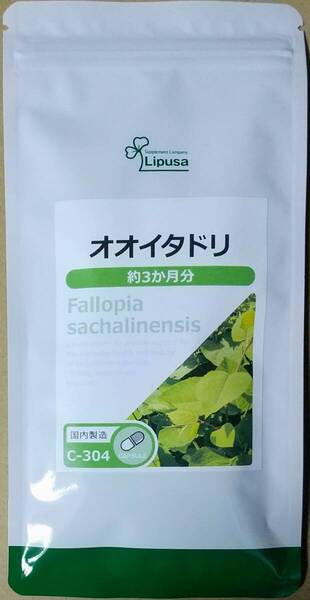 Supplement Company
Lipusa
オオイタドリ
約3か月分
Fallopia
sachalinensis
国内製造
C-304
CAPSULE